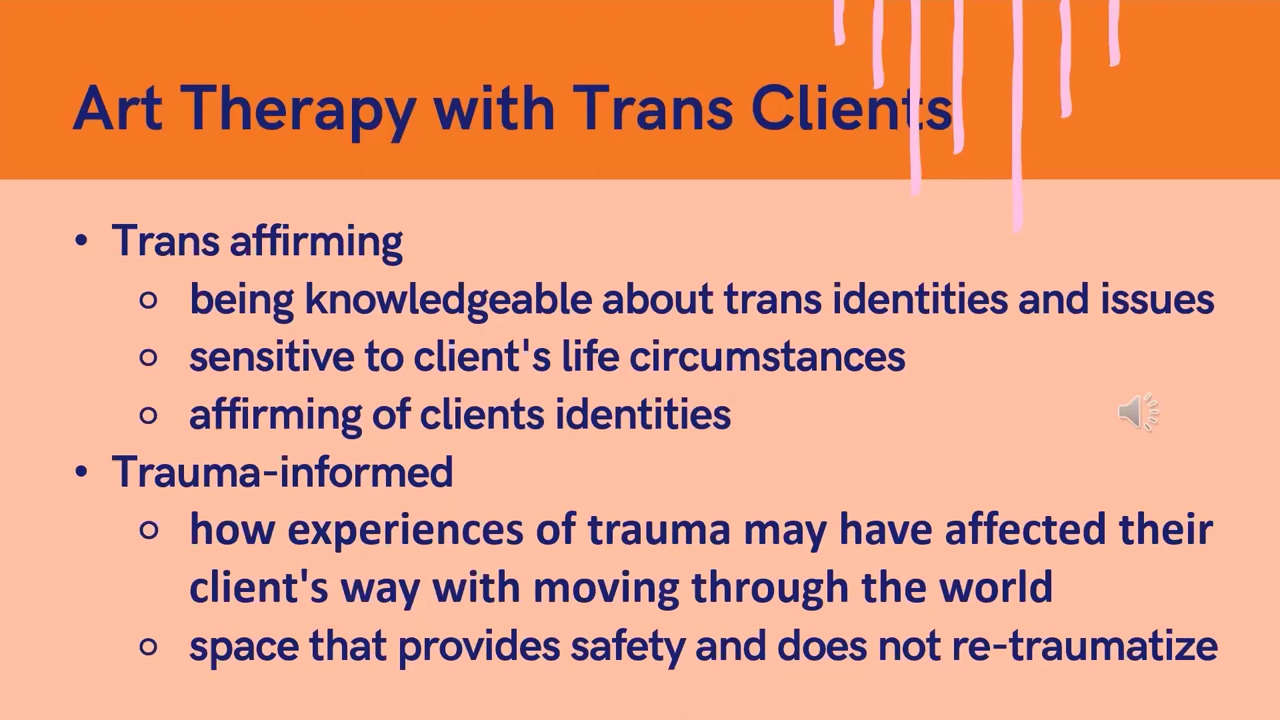 Art Therapy with Trans Clients
• Trans affirming
○ being knowledgeable about trans identities and issues
○ sensitive to client's life circumstances
○ affirming of clients identities
• Trauma-informed
○ how experiences of trauma may have affected their
client's way with moving through the world
○ space that provides safety and does not re-traumatize